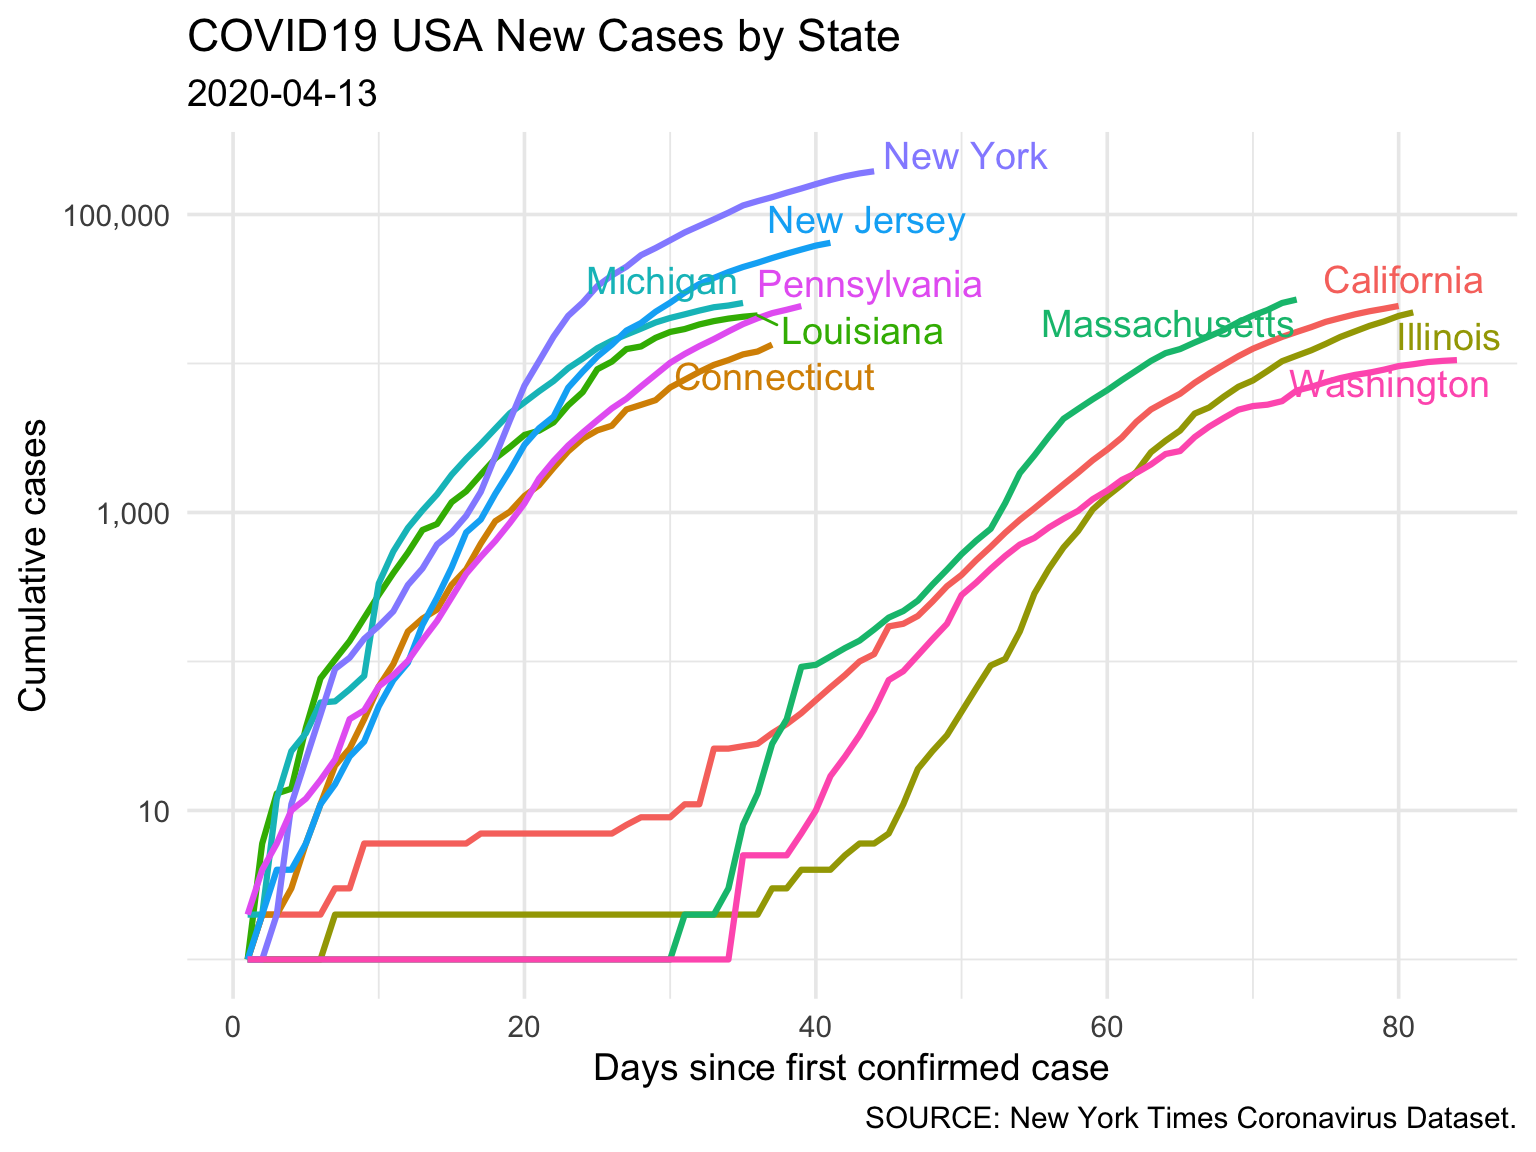 COVID19 USA New Cases by State
2020-04-13
New York
New Jersey
Michigan
Pennsylvania
Louisiana
Connecticut
California
Massachusetts
Illinois
Washington
100,000
1,000
10
Cumulative cases
0 20 40 60 80
Days since first confirmed case
SOURCE: New York Times Coronavirus Dataset.